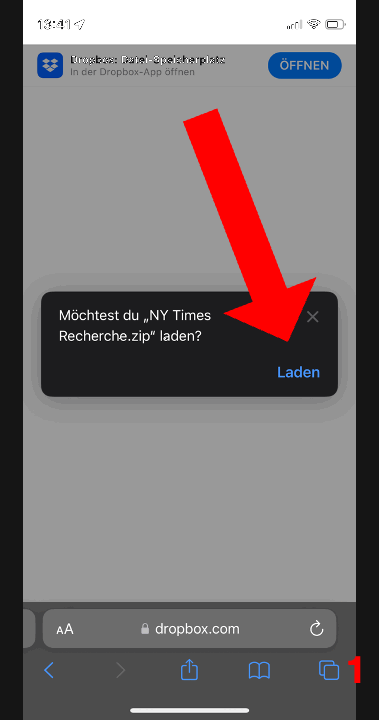 13:41
Dropbox: Datei-Speicherplatz
In der Dropbox-App öffnen
ÖFFNEN
Möchtest du „NY Times
Recherche.zip“ laden?
Laden
AA
dropbox.com
1